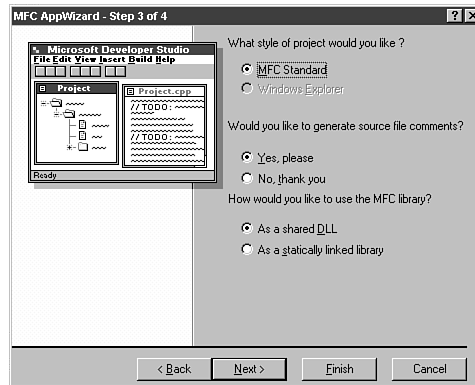 MFC AppWizard - Step 3 of 4
Microsoft Developer Studio
File Edit View Insert Build Help
Project
Project.cpp
//TODO:
//TODO:
Ready
What style of project would you like ?
MFC Standard
Windows Explorer
Would you like to generate source file comments?
Yes, please
No, thank you
How would you like to use the MFC library?
As a shared DLL
As a statically linked library
< Back
Next >
Finish
Cancel